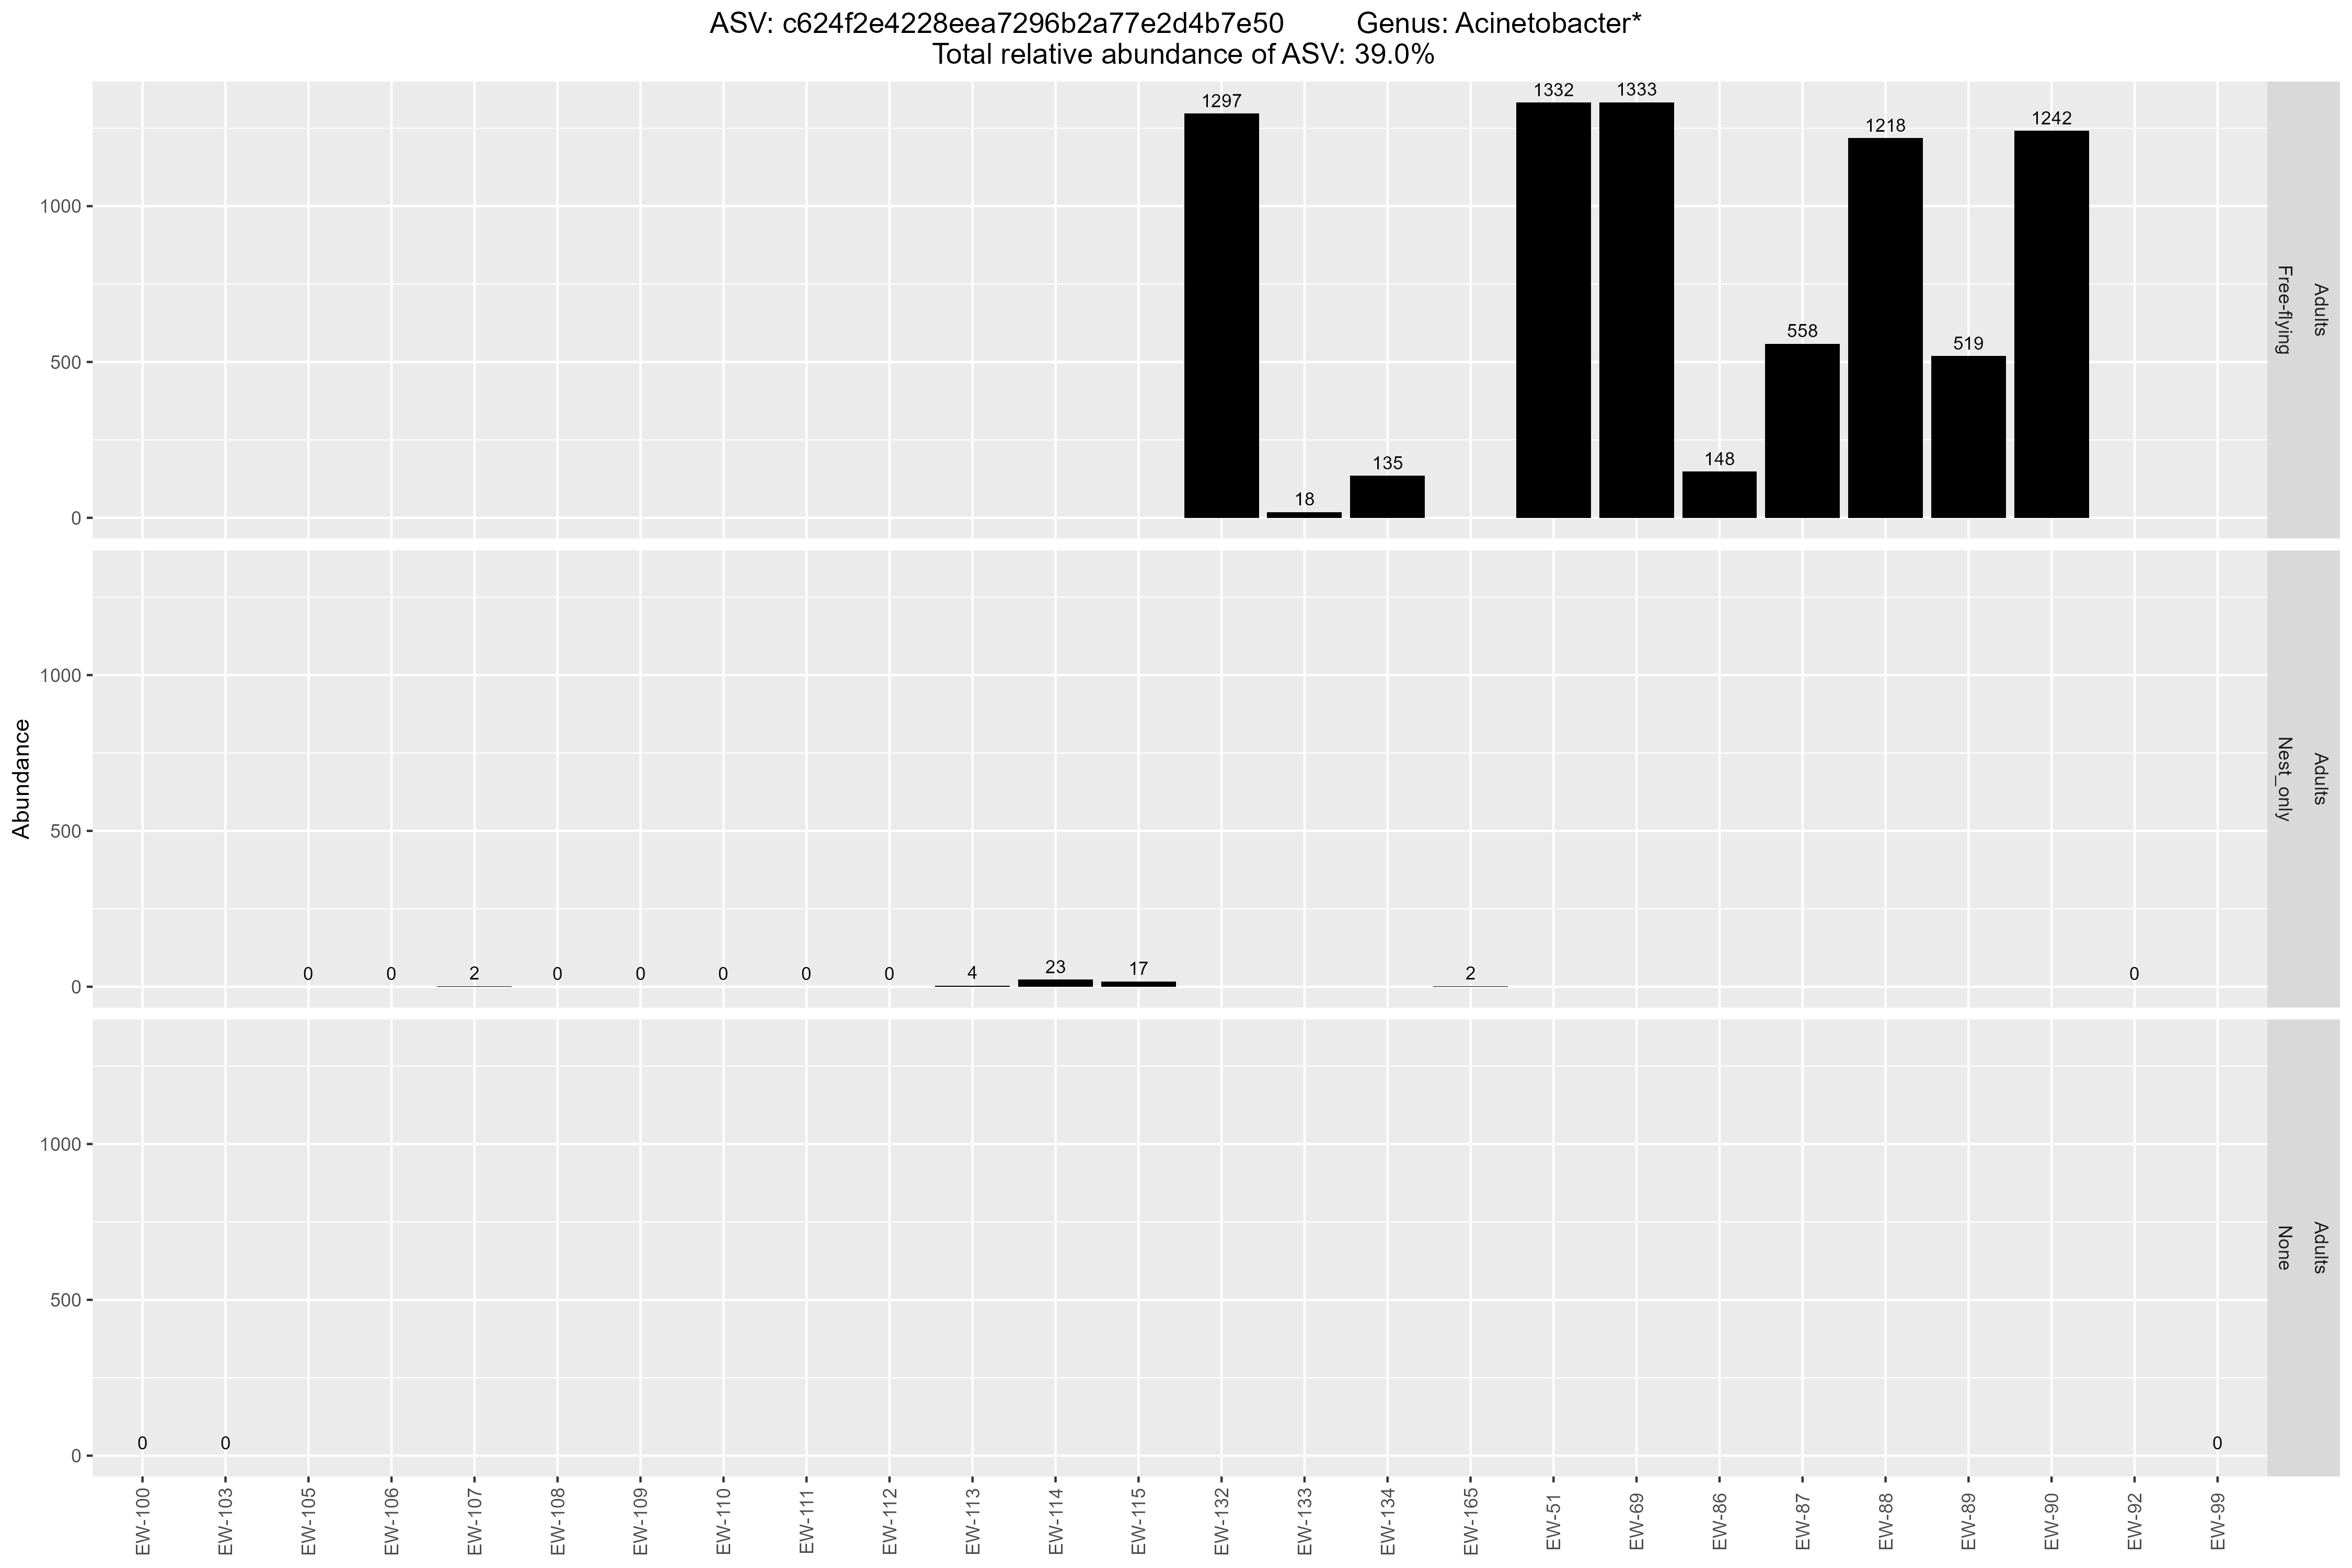 ASV: c624f2e4228eea7296b2a77e2d4b7e50 Genus: Acinetobacter*
Total relative abundance of ASV: 39.0%
Abundance
1000
500
0
1297
18
135
1332
1333
148
558
1218
519
1242
Adults
Free-flying
1000
500
0
0
0
2
0
0
0
0
0
4
23
17
2
0
Adults
Nest_only
1000
500
0
0
0
0
Adults
None
EW-100
EW-103
EW-105
EW-106
EW-107
EW-108
EW-109
EW-110
EW-111
EW-112
EW-113
EW-114
EW-115
EW-132
EW-133
EW-134
EW-165
EW-51
EW-69
EW-86
EW-87
EW-88
EW-89
EW-90
EW-92
EW-99